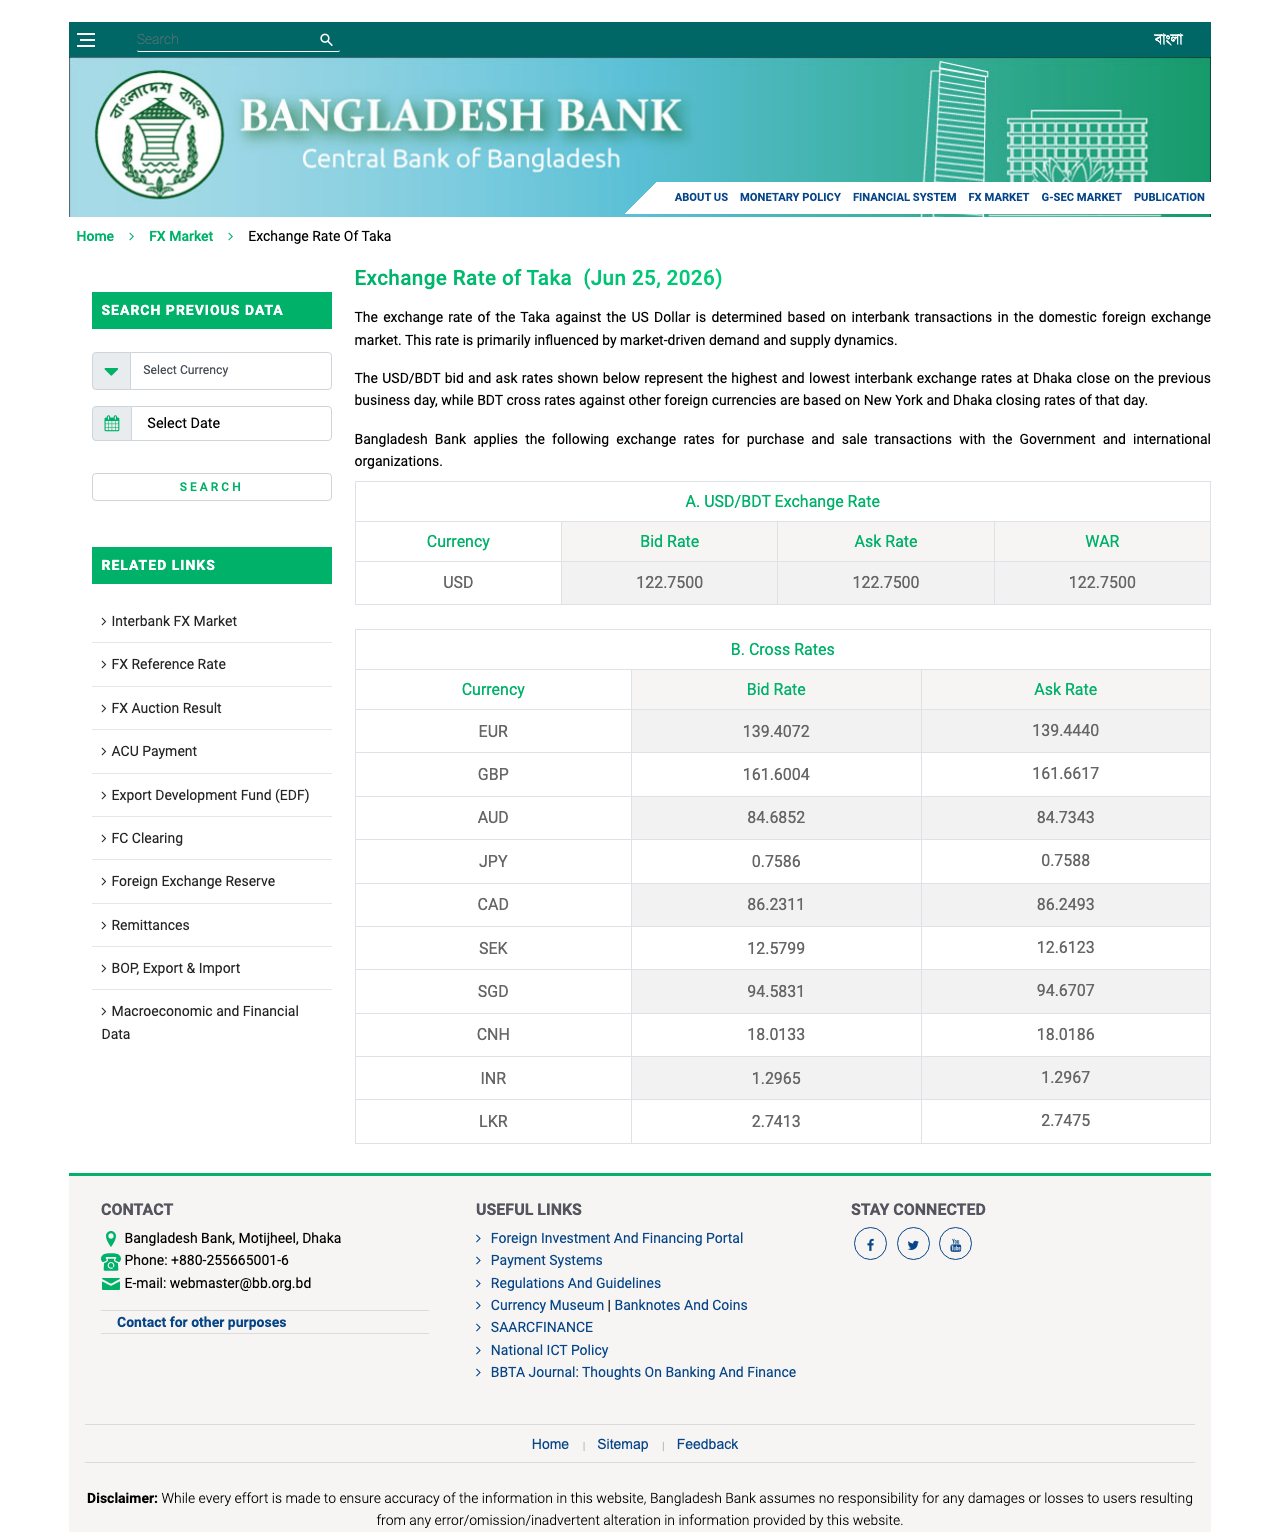 Search
বাংলা
বাংলাদেশ ব্যাংক
BANGLADESH BANK
Central Bank of Bangladesh
ABOUT US MONETARY POLICY FINANCIAL SYSTEM FX MARKET G-SEC MARKET PUBLICATION
Home > FX Market > Exchange Rate Of Taka
SEARCH PREVIOUS DATA
Select Currency
Select Date
SEARCH
RELATED LINKS
Interbank FX Market
FX Reference Rate
FX Auction Result
ACU Payment
Export Development Fund (EDF)
FC Clearing
Foreign Exchange Reserve
Remittances
BOP, Export & Import
Macroeconomic and Financial
Data
Exchange Rate of Taka (Jun 25, 2026)
The exchange rate of the Taka against the US Dollar is determined based on interbank transactions in the domestic foreign exchange
market. This rate is primarily influenced by market-driven demand and supply dynamics.
The USD/BDT bid and ask rates shown below represent the highest and lowest interbank exchange rates at Dhaka close on the previous
business day, while BDT cross rates against other foreign currencies are based on New York and Dhaka closing rates of that day.
Bangladesh Bank applies the following exchange rates for purchase and sale transactions with the Government and international
organizations.
A. USD/BDT Exchange Rate
Currency Bid Rate Ask Rate WAR
USD 122.7500 122.7500 122.7500
B. Cross Rates
Currency Bid Rate Ask Rate
EUR 139.4072 139.4440
GBP 161.6004 161.6617
AUD 84.6852 84.7343
JPY 0.7586 0.7588
CAD 86.2311 86.2493
SEK 12.5799 12.6123
SGD 94.5831 94.6707
CNH 18.0133 18.0186
INR 1.2965 1.2967
LKR 2.7413 2.7475
CONTACT
Bangladesh Bank, Motijheel, Dhaka
Phone: +880-255665001-6
E-mail: webmaster@bb.org.bd
Contact for other purposes
USEFUL LINKS
Foreign Investment And Financing Portal
Payment Systems
Regulations And Guidelines
Currency Museum | Banknotes And Coins
SAARCFINANCE
National ICT Policy
BBTA Journal: Thoughts On Banking And Finance
STAY CONNECTED
Home | Sitemap | Feedback
Disclaimer: While every effort is made to ensure accuracy of the information in this website, Bangladesh Bank assumes no responsibility for any damages or losses to users resulting
from any error/omission/inadvertent alteration in information provided by this website.